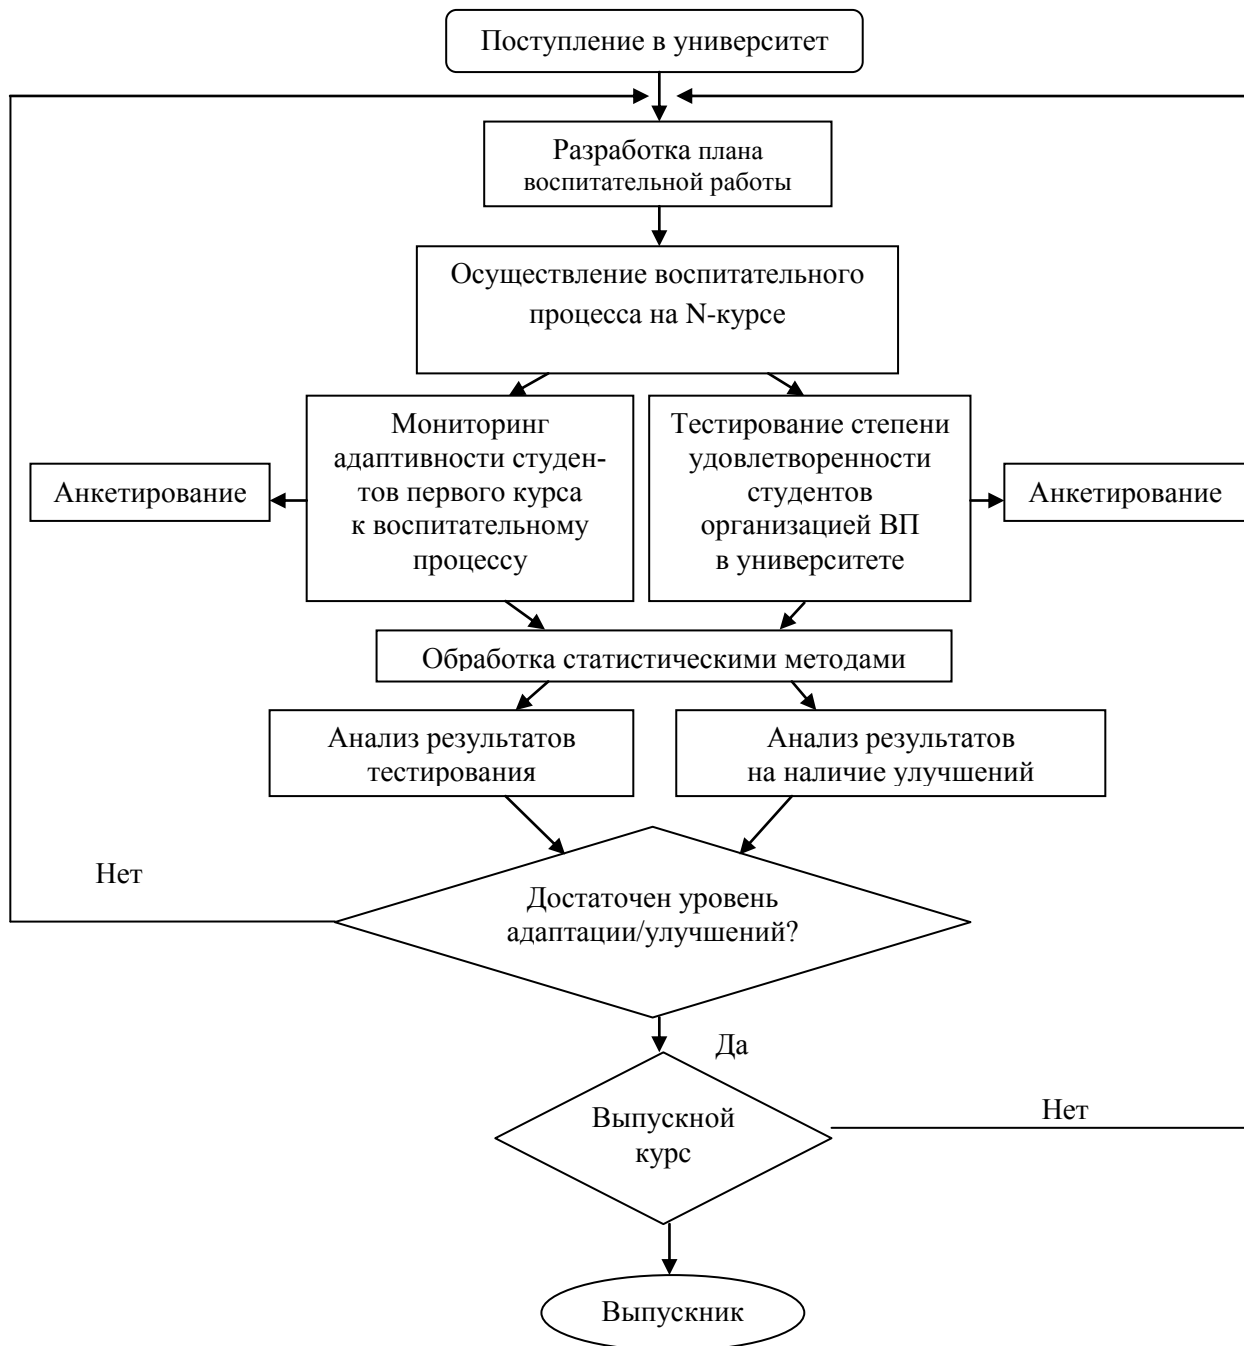 Поступление в университет
Разработка плана
воспитательной работы
Осуществление воспитательного
процесса на N-курсе
Мониторинг
адаптивности студен-
тов первого курса
к воспитательному
процессу
Тестирование степени
удовлетворенности
студентов
организацией ВП
в университете
Анкетирование
Анкетирование
Обработка статистическими методами
Анализ результатов
тестирования
Анализ результатов
на наличие улучшений
Нет
Достаточен уровень
адаптации/улучшений?
Да
Выпускной
курс
Нет
Выпускник